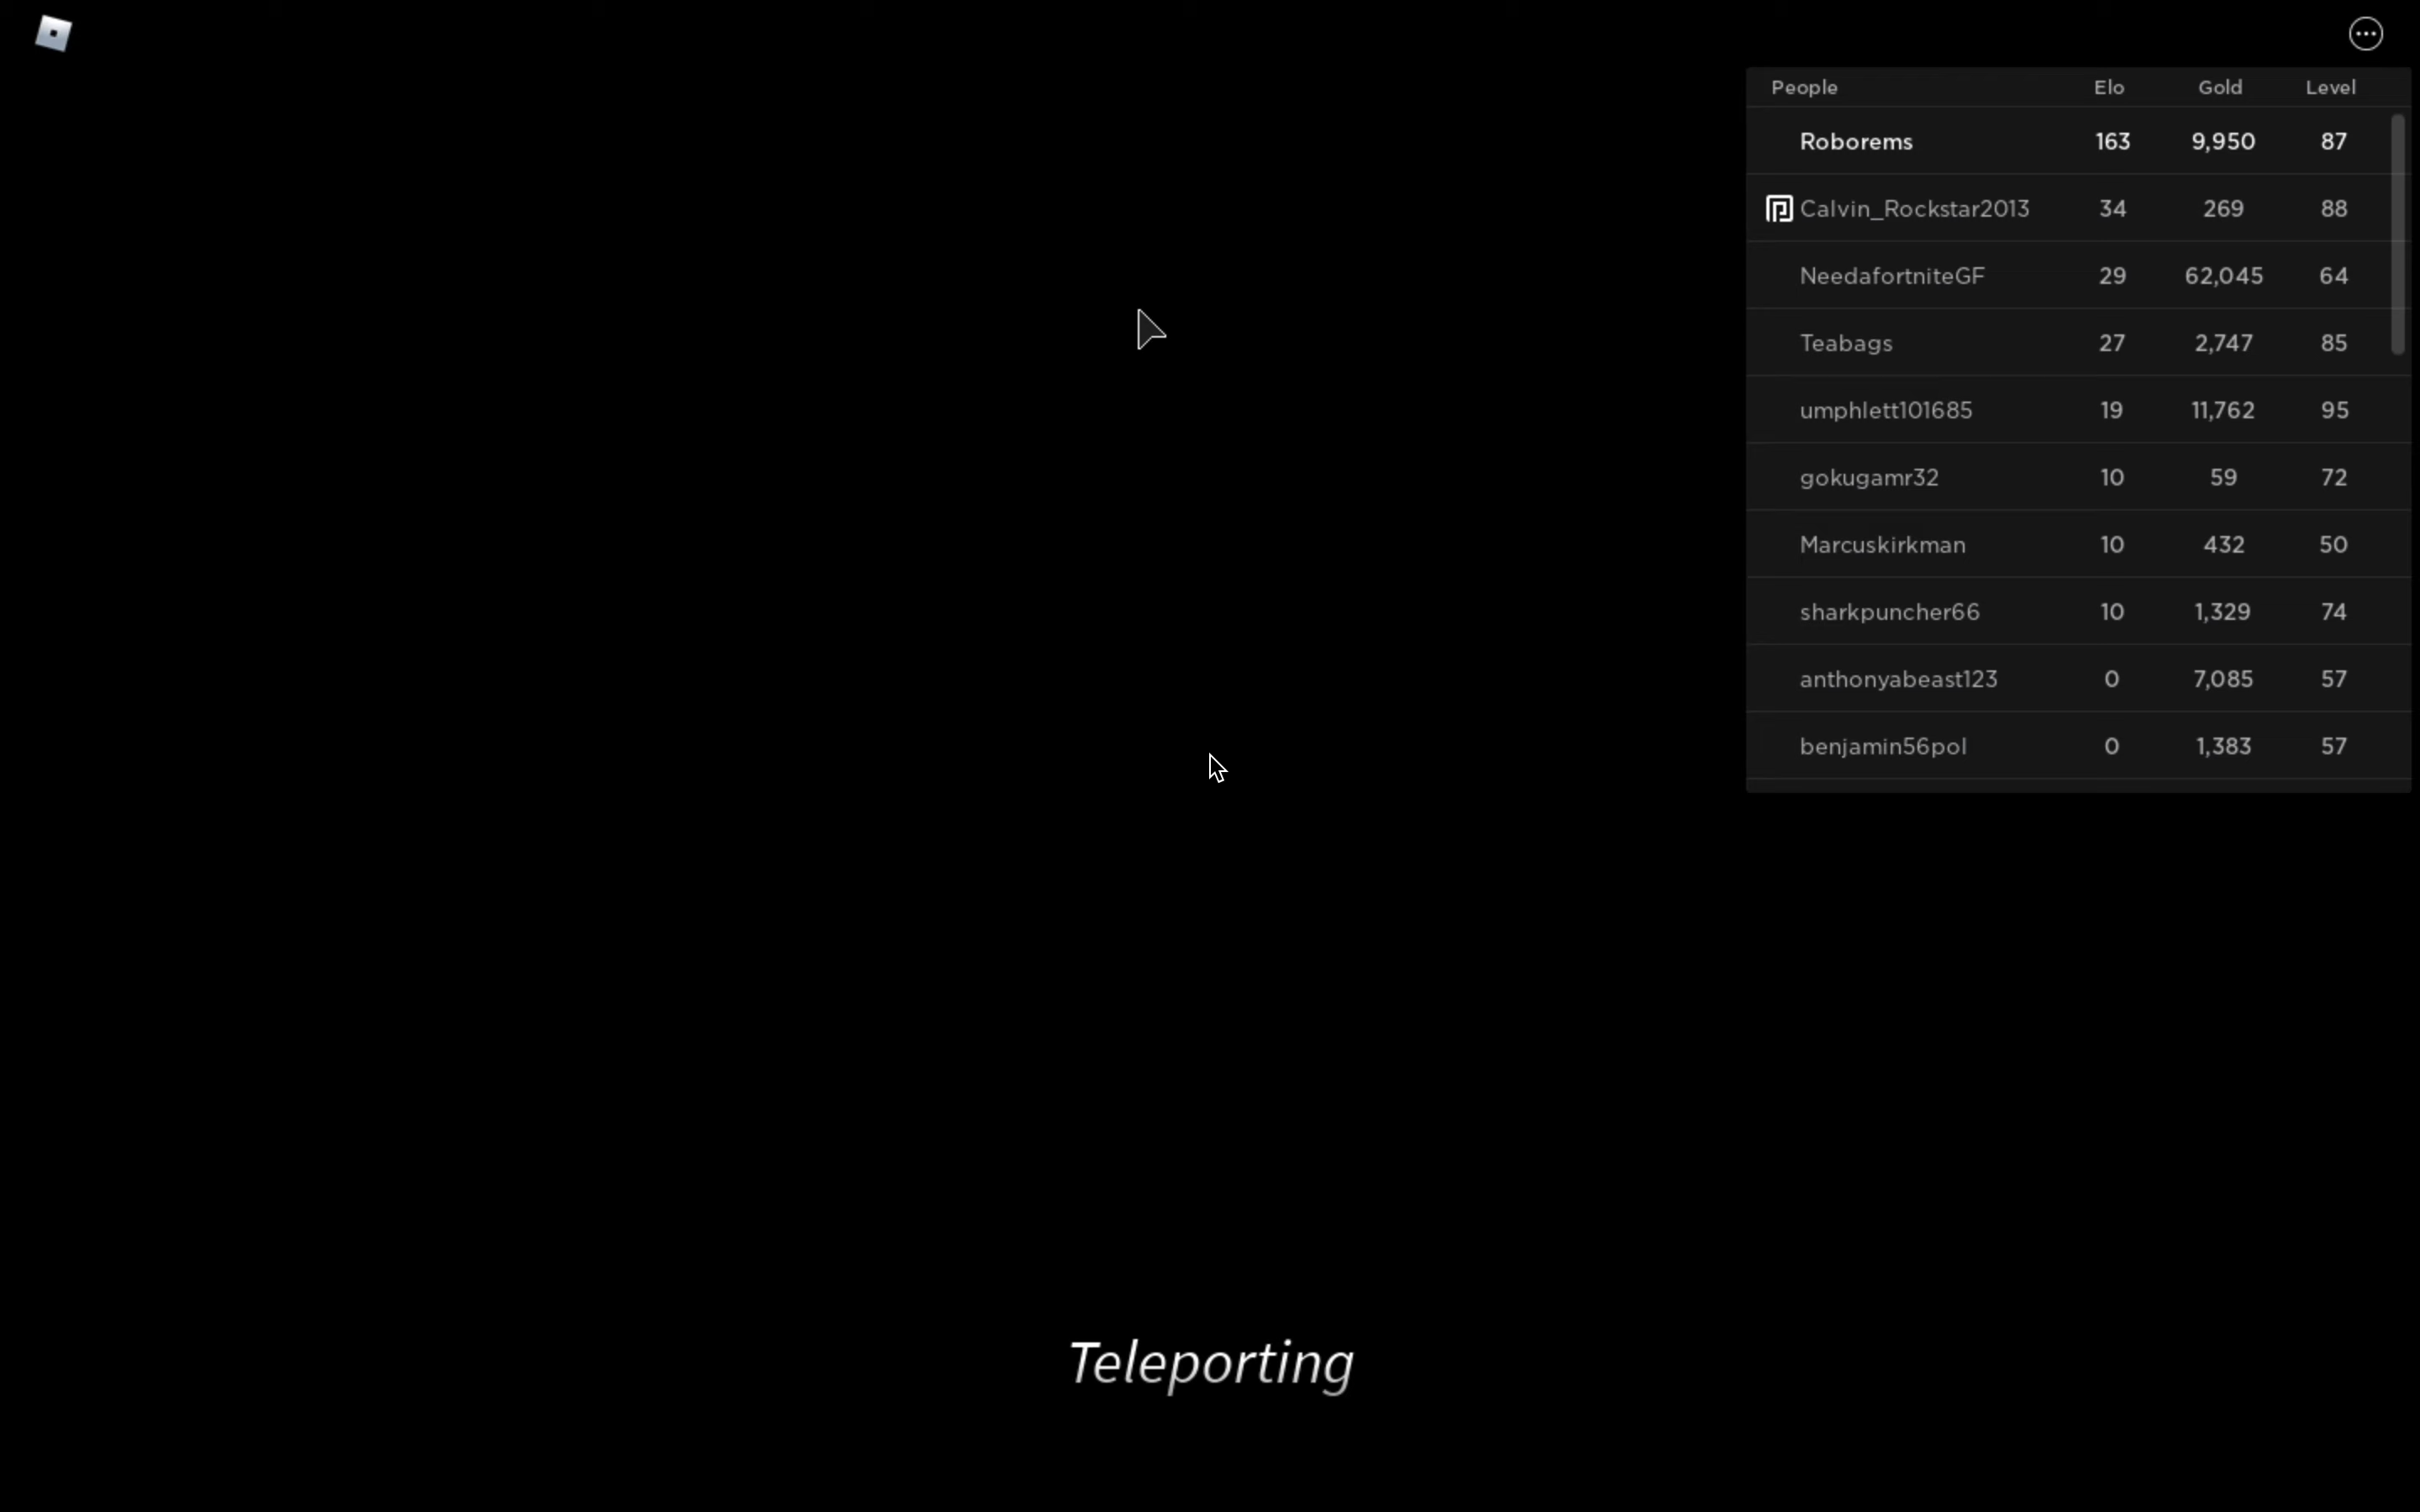 People Elo Gold Level
Roborems 163 9,950 87
Calvin_Rockstar2013 34 269 88
NeedafortniteGF 29 62,045 64
Teabags 27 2,747 85
umphlett101685 19 11,762 95
gokugamr32 10 59 72
Marcuskirkman 10 432 50
sharkpuncher66 10 1,329 74
anthonyabeast123 0 7,085 57
benjamin56pol 0 1,383 57
Teleporting